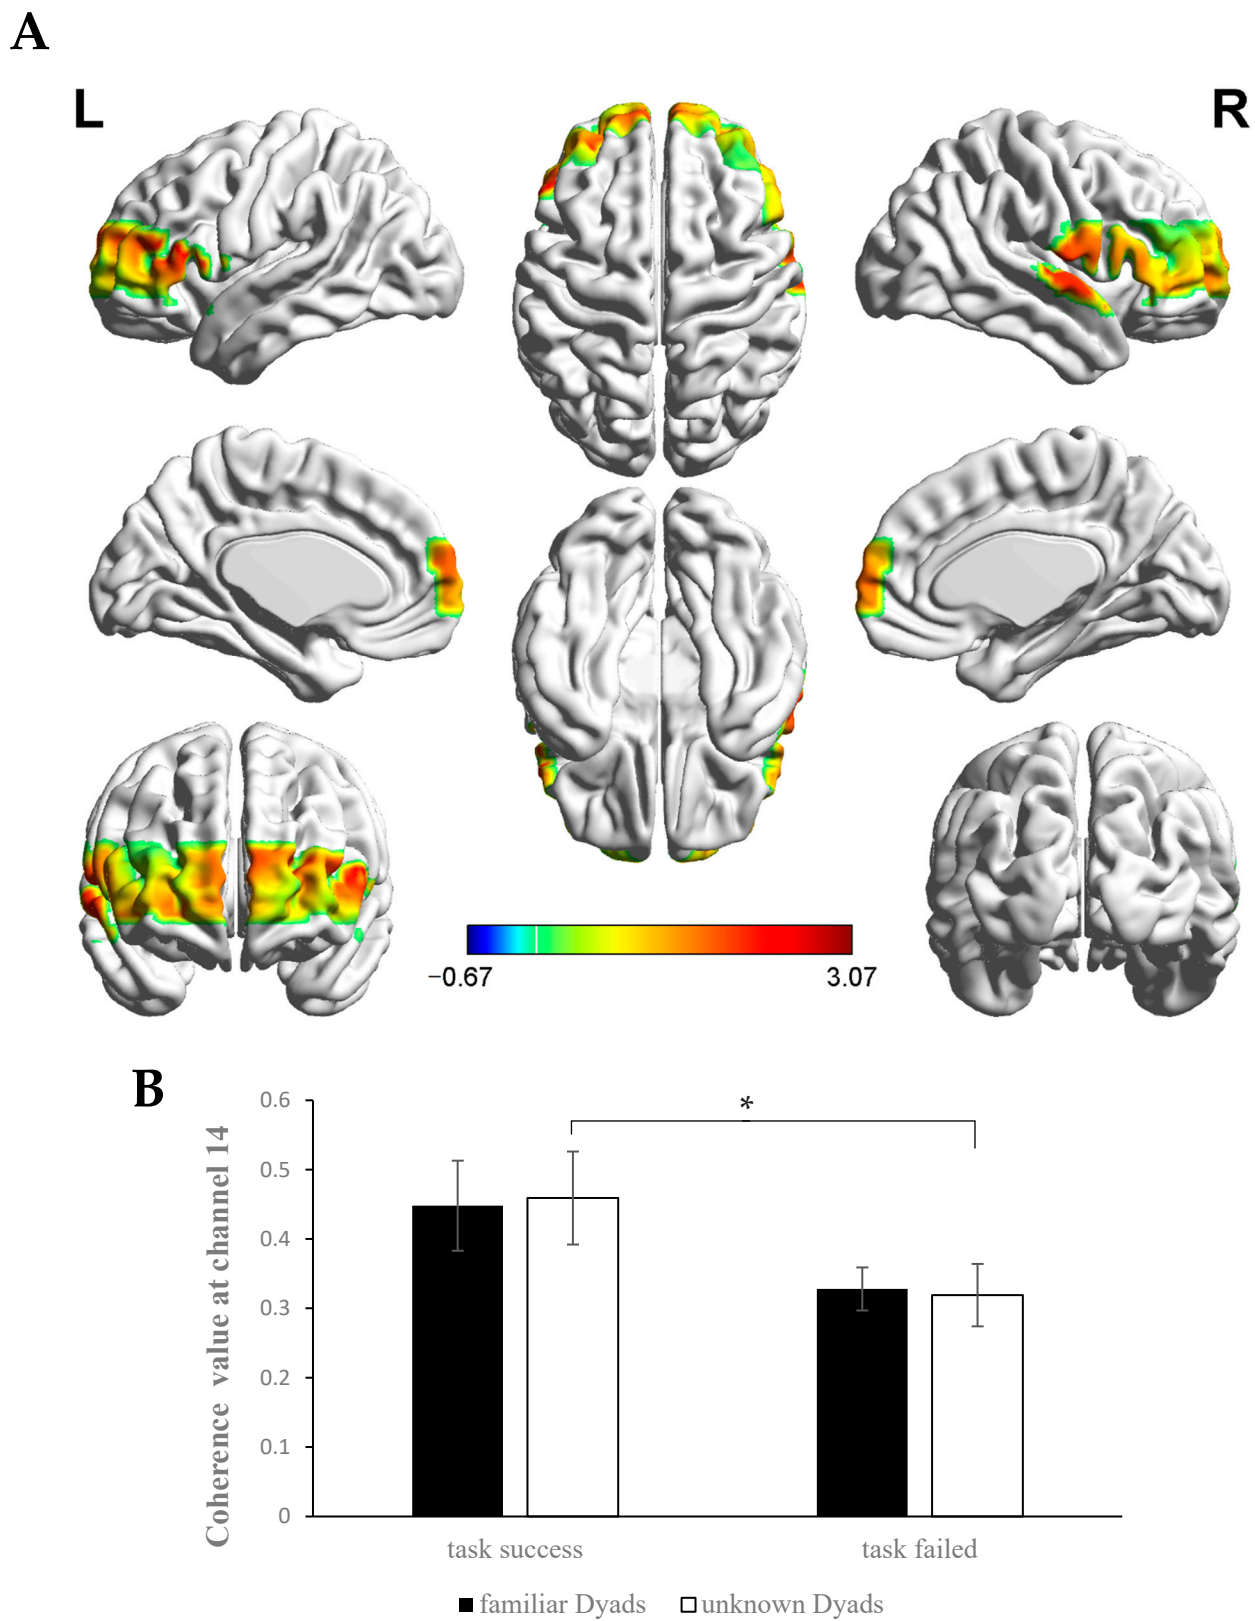 A
L
R
−0.67
3.07
B
*
0.6
0.5
0.4
0.3
0.2
0.1
0
Coherence value at channel 14
task success
task failed
familiar Dyads
unknown Dyads